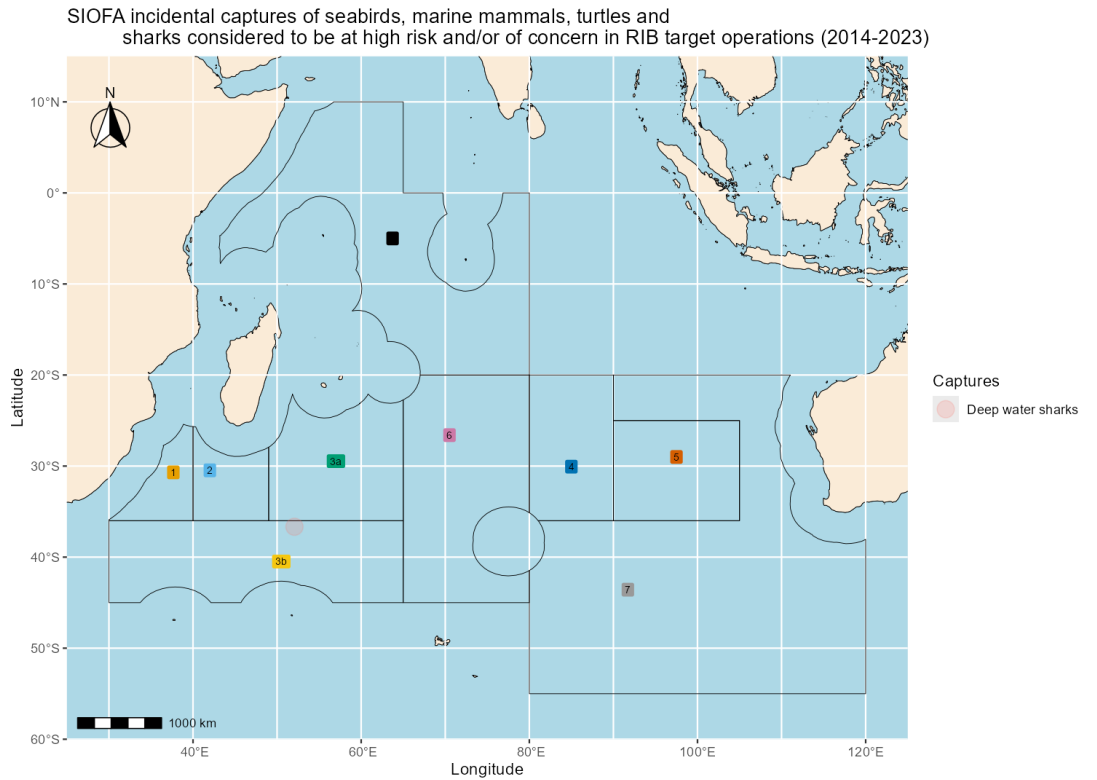 SIOFA incidental captures of seabirds, marine mammals, turtles and
sharks considered to be at high risk and/or of concern in RIB target operations (2014-2023)
N
10°N
0°
10°S
20°S
30°S
40°S
50°S
60°S
Latitude
1
2
3a
3b
6
4
5
7
1000 km
40°E
60°E
80°E
100°E
120°E
Longitude
Captures
Deep water sharks